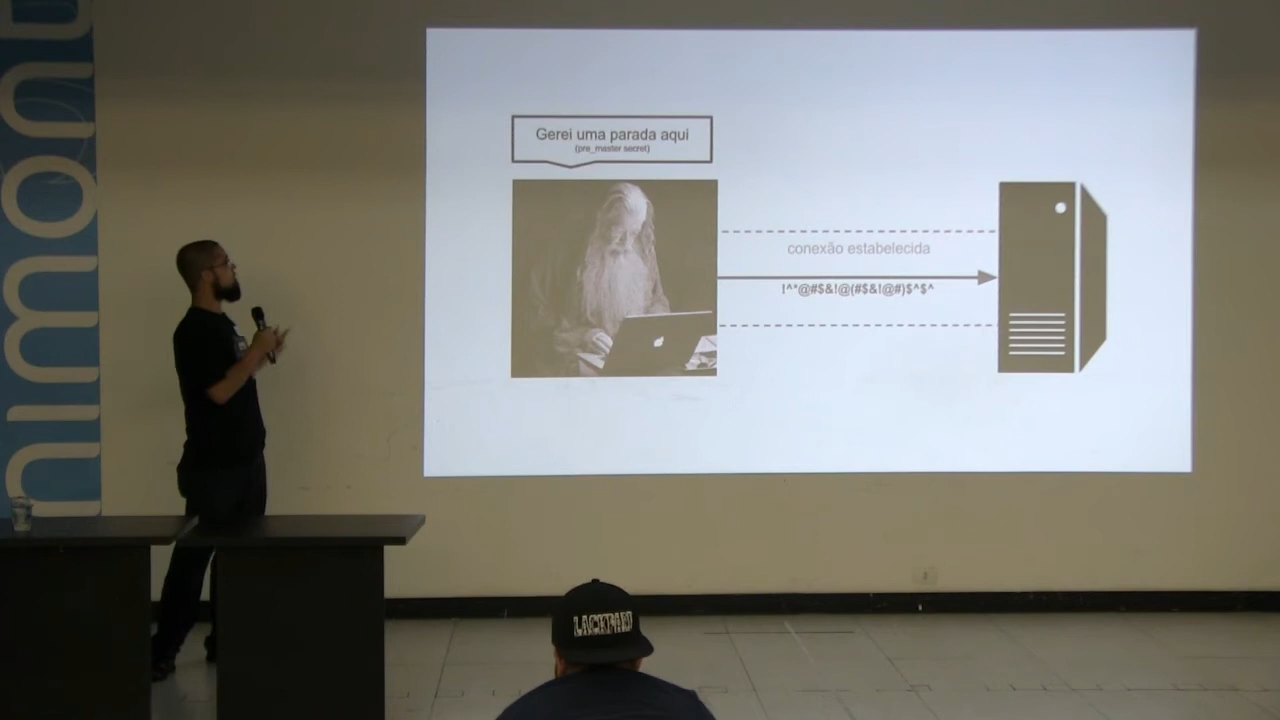 Gerei uma parada aqui
(pre_master secret)
conexão estabelecida
!^*@#$&!@(#$&!@#)$^$^